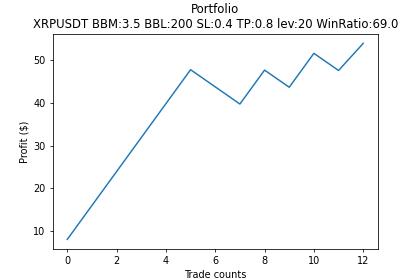 Portfolio
XRPUSDT BBM:3.5 BBL:200 SL:0.4 TP:0.8 lev:20 WinRatio:69.0
50
40
30
20
10
Profit ($)
0 2 4 6 8 10 12
Trade counts